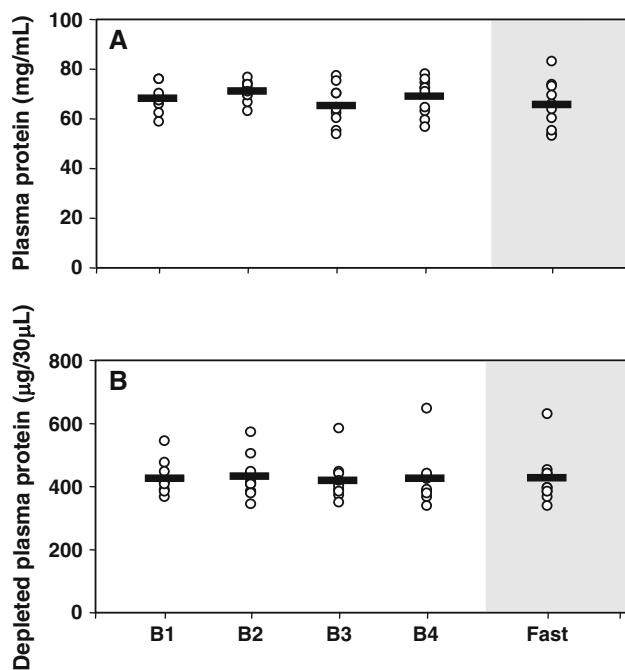 Plasma protein (mg/mL)
A
100
80
60
40
20
0
Depleted plasma protein (μg/30μL)
B
800
600
400
200
0
B1 B2 B3 B4 Fast